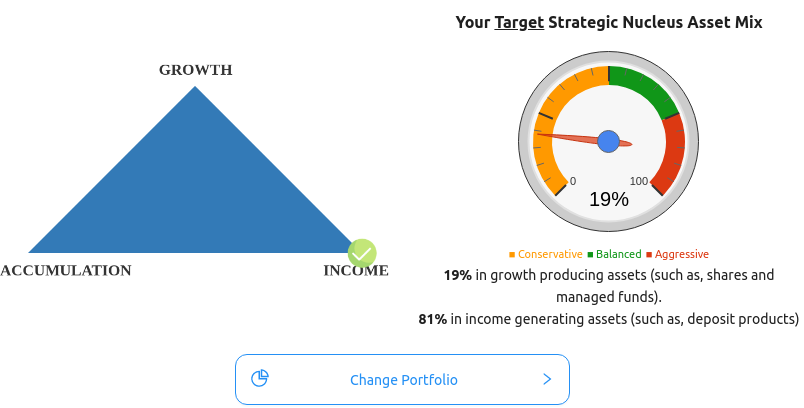 Your Target Strategic Nucleus Asset Mix
GROWTH
ACCUMULATION
INCOME
0
100
19%
Conservative Balanced Aggressive
19% in growth producing assets (such as, shares and
managed funds).
81% in income generating assets (such as, deposit products)
Change Portfolio